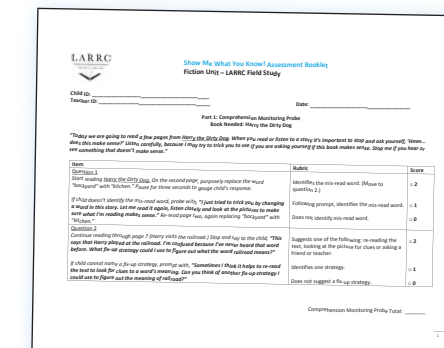 LARRC
Show Me What You Know! Assessment Booklet
Fiction Unit – LARRC Field Study
Child ID:
Teacher ID:
Date:
Part 1: Comprehension Monitoring Probe
Book Needed: Harry the Dirty Dog
"Today we are going to read a few pages from Harry the Dirty Dog. When you read or listen to a story it's important to stop and ask yourself, 'Hmm...
does this make sense?' Listen carefully, because I may try to trick you to see if you are asking yourself if this book makes sense. Stop me if you hear or
see something that doesn't make sense."
Item Rubric Score
Question 1
Start reading Harry the Dirty Dog. On the second page, purposely replace the word
"backyard" with "kitchen." Pause for three seconds to gauge child's response.
Identifies the mis-read word. (Move to
question 2.)
o 2
If child doesn't identify the mis-read word, probe with, "I just tried to trick you by changing
a word in this story. Let me read it again, listen closely and look at the pictures to make
sure what I'm reading makes sense." Re-read page two, again replacing "backyard" with
"kitchen."
Following prompt, identifies the mis-read word.
o 1
Does not identify mis-read word.
o 0
Question 2
Continue reading through page 7 (Harry visits the railroad.) Stop and say to the child, "This
says that Harry played at the railroad. I'm confused because I've never heard that word
before. What fix-up strategy could I use to figure out what the word railroad means?"
Suggests one of the following: re-reading the
text, looking at the picture for clues or asking a
friend or teacher.
o 2
If child cannot name a fix-up strategy, prompt with, "Sometimes I think it helps to re-read
the text to look for clues to a word's meaning. Can you think of another fix-up strategy I
could use to figure out the meaning of railroad?"
Identifies one strategy.
o 1
Does not suggest a fix-up strategy.
o 0
Comprehension Monitoring Probe Total: